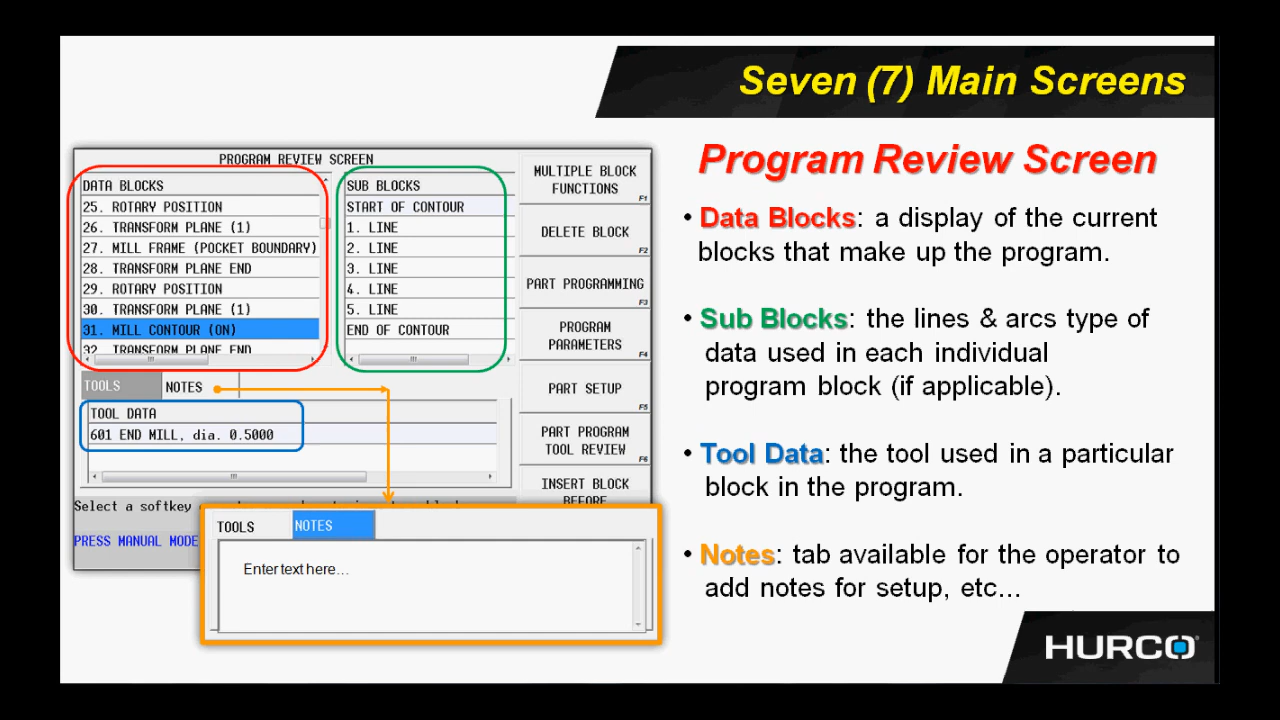 Seven (7) Main Screens
Program Review Screen
PROGRAM REVIEW SCREEN
DATA BLOCKS
25. ROTARY POSITION
26. TRANSFORM PLANE (1)
27. MILL FRAME (POCKET BOUNDARY)
28. TRANSFORM PLANE END
29. ROTARY POSITION
30. TRANSFORM PLANE (1)
31. MILL CONTOUR (ON)
32. TRANSFORM PLANE END
SUB BLOCKS
START OF CONTOUR
1. LINE
2. LINE
3. LINE
4. LINE
5. LINE
END OF CONTOUR
MULTIPLE BLOCK
FUNCTIONS
F1
DELETE BLOCK
F2
PART PROGRAMMING
F3
PROGRAM
PARAMETERS
F4
PART SETUP
F5
PART PROGRAM
TOOL REVIEW
F6
INSERT BLOCK
BEFORE
TOOLS
NOTES
TOOL DATA
601 END MILL, dia. 0.5000
Select a softkey
PRESS MANUAL MODE
TOOLS
NOTES
Enter text here...
• Data Blocks: a display of the current
blocks that make up the program.
• Sub Blocks: the lines & arcs type of
data used in each individual
program block (if applicable).
• Tool Data: the tool used in a particular
block in the program.
• Notes: tab available for the operator to
add notes for setup, etc...
HURCO